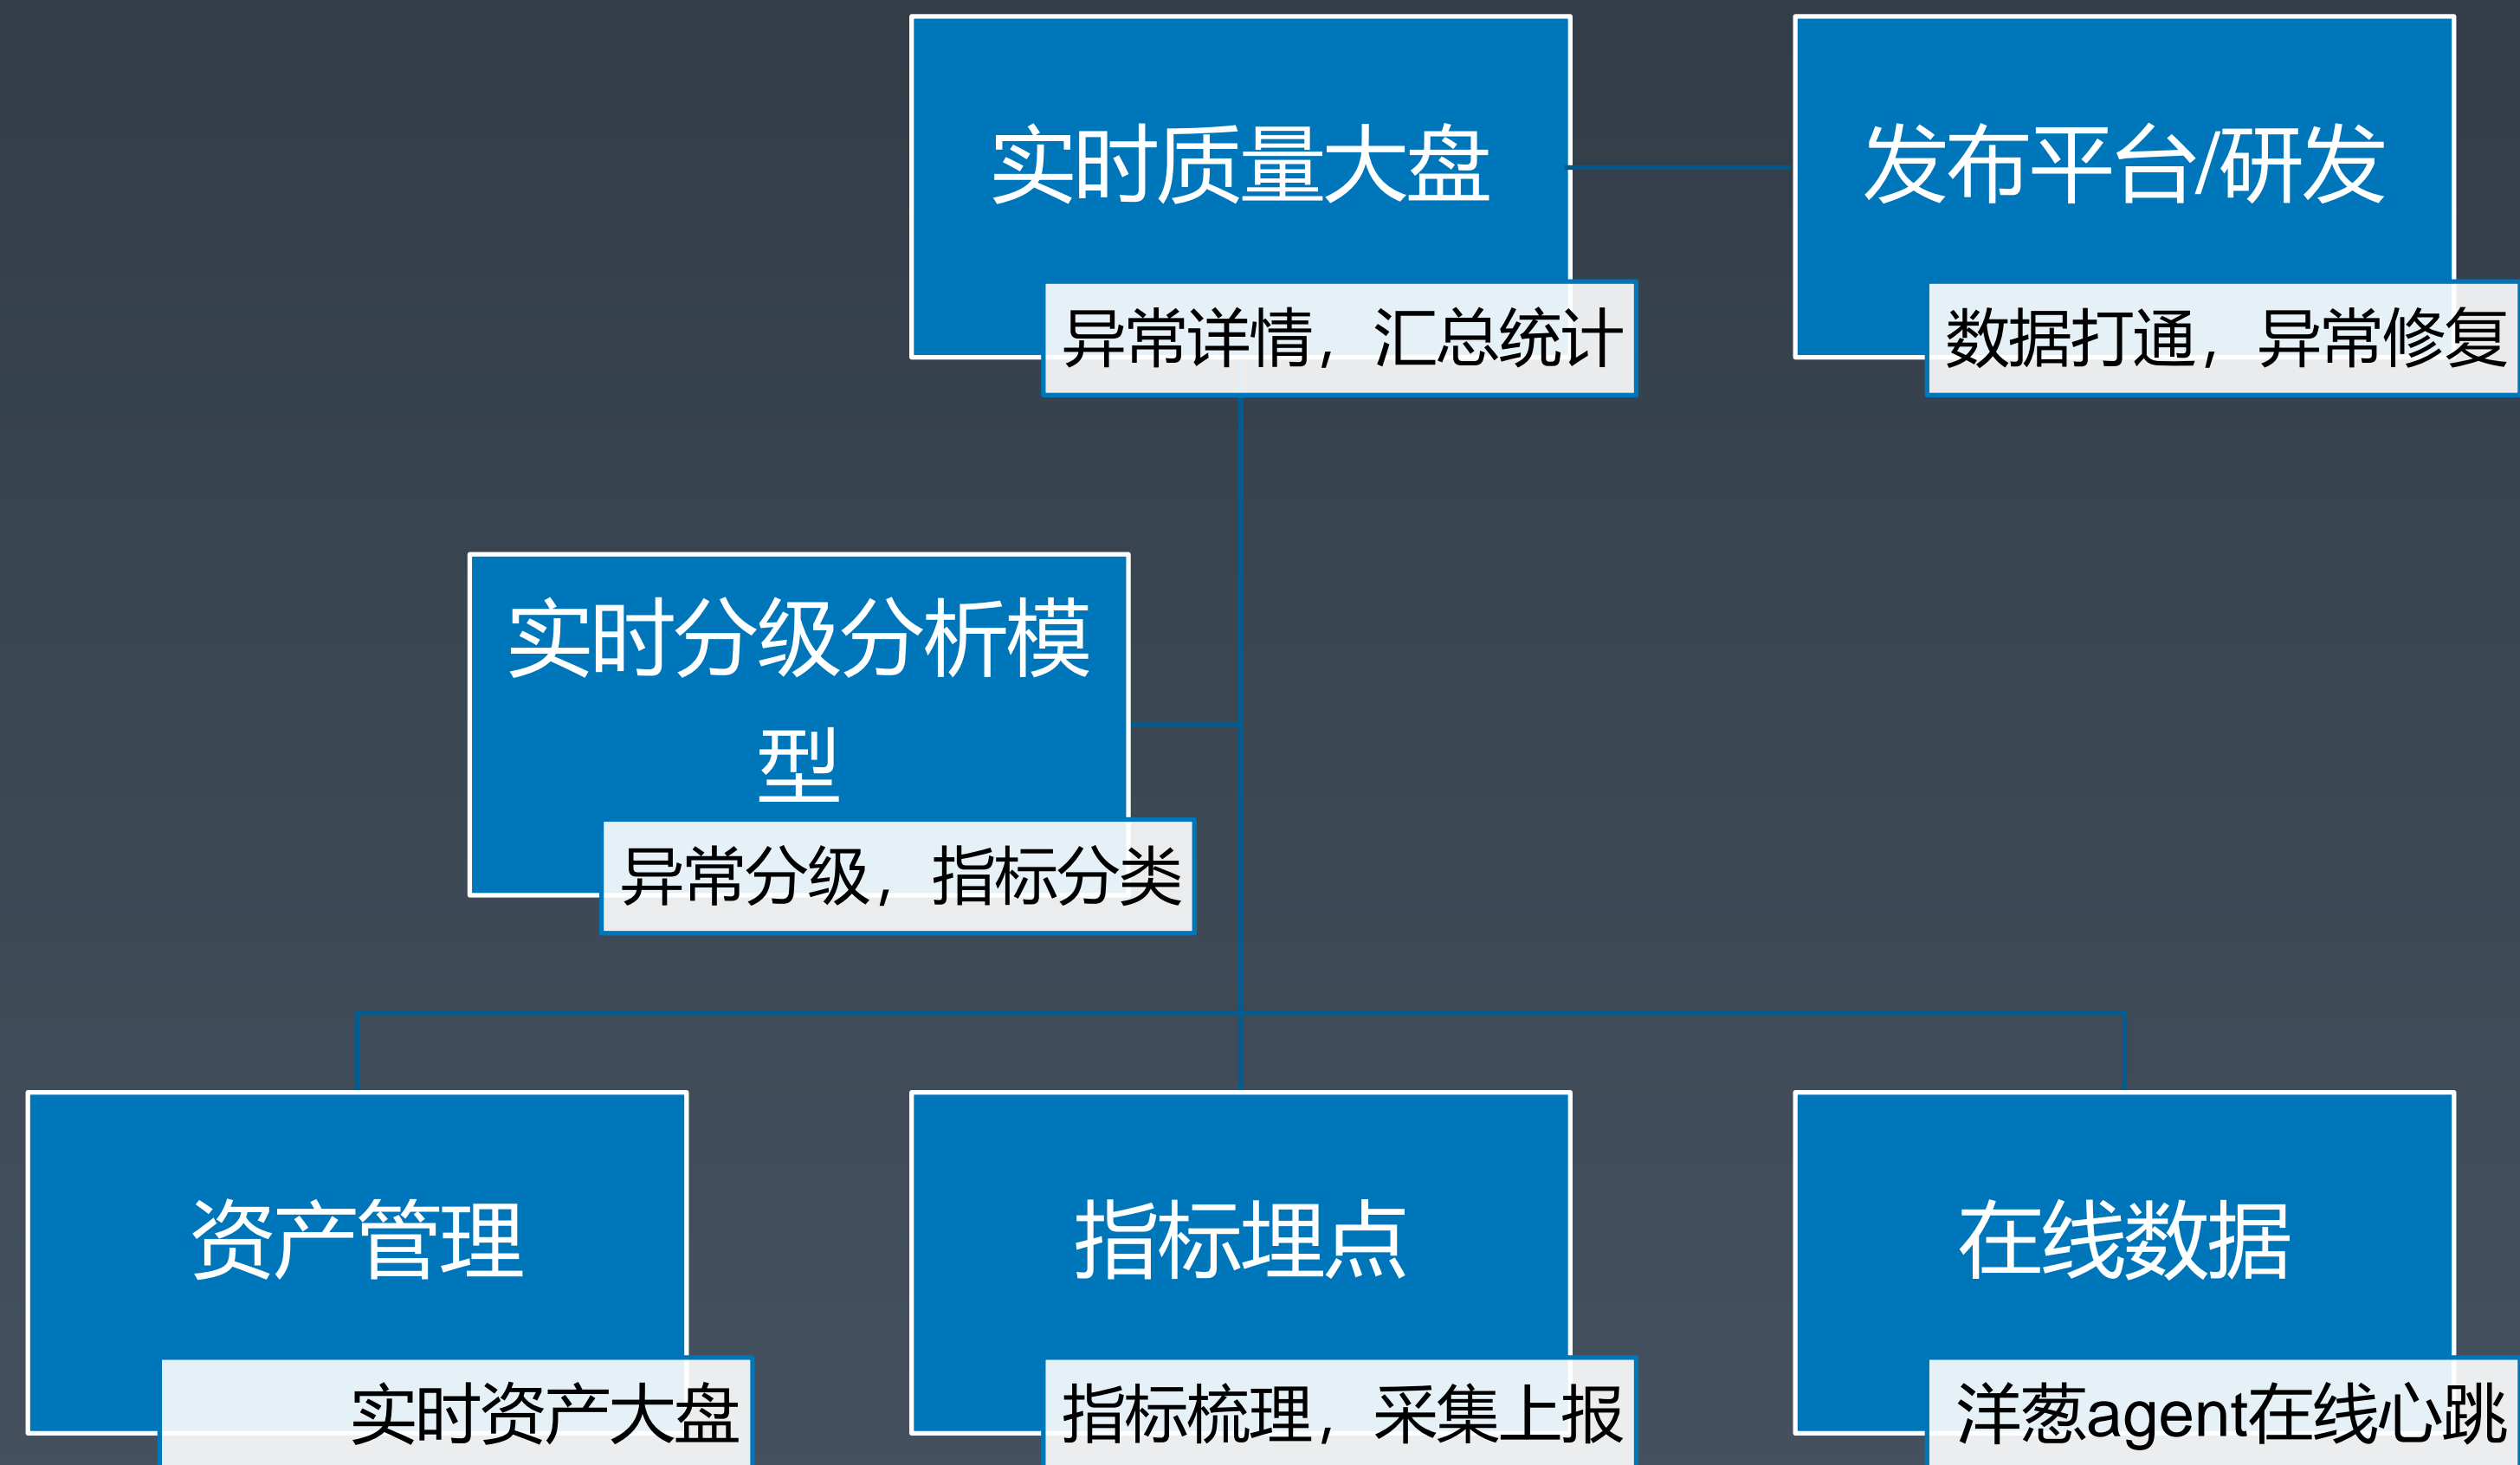 实时质量大盘
异常详情，汇总统计
发布平台/研发
数据打通，异常修复
实时分级分析模
型
异常分级，指标分类
资产管理
实时资产大盘
指标埋点
指标梳理，采集上报
在线数据
洋葱agent在线心跳